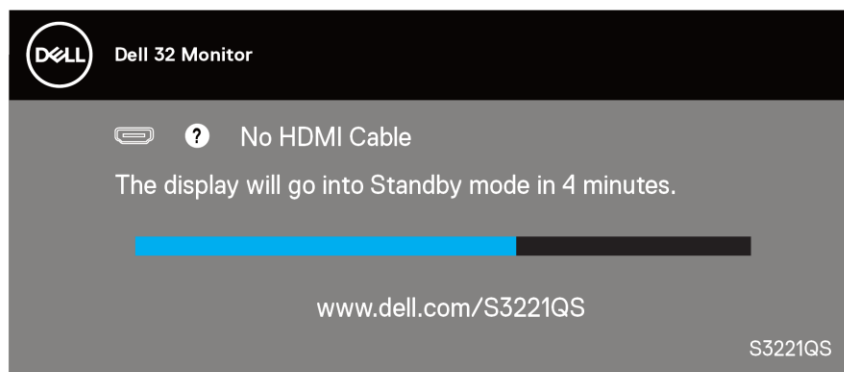 DELL
Dell 32 Monitor
? No HDMI Cable
The display will go into Standby mode in 4 minutes.
www.dell.com/S3221QS
S3221QS